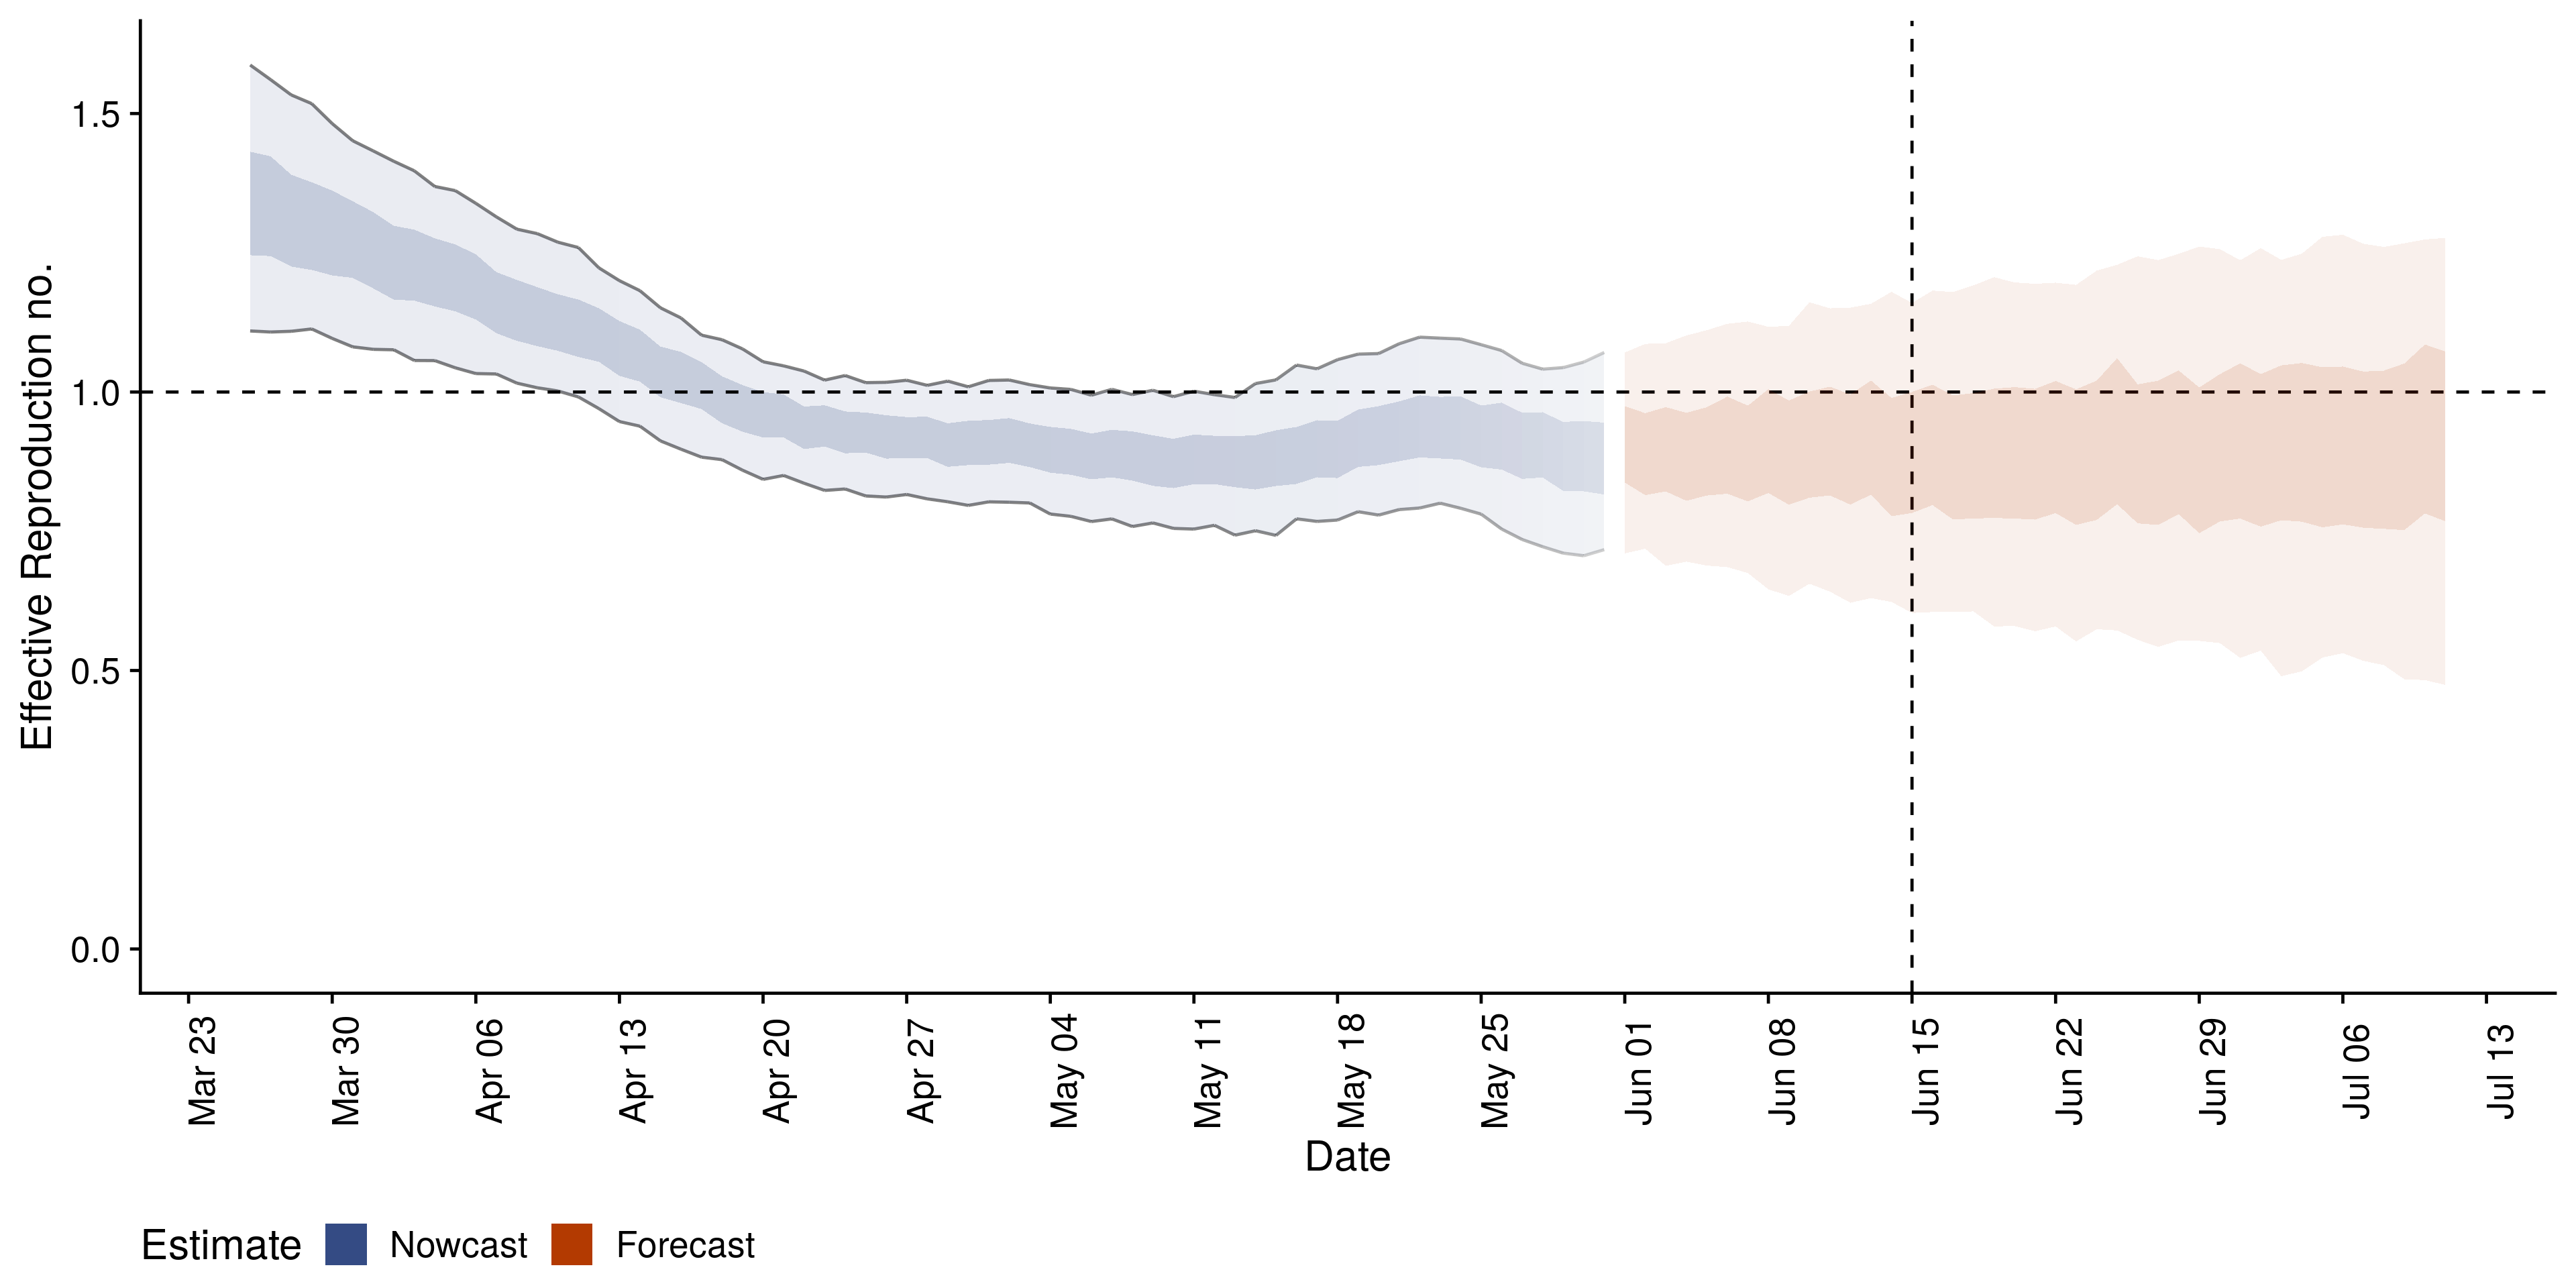 Effective Reproduction no.
1.5
1.0
0.5
0.0
Mar 23
Mar 30
Apr 06
Apr 13
Apr 20
Apr 27
May 04
May 11
May 18
May 25
Jun 01
Jun 08
Jun 15
Jun 22
Jun 29
Jul 06
Jul 13
Date
Estimate Nowcast Forecast